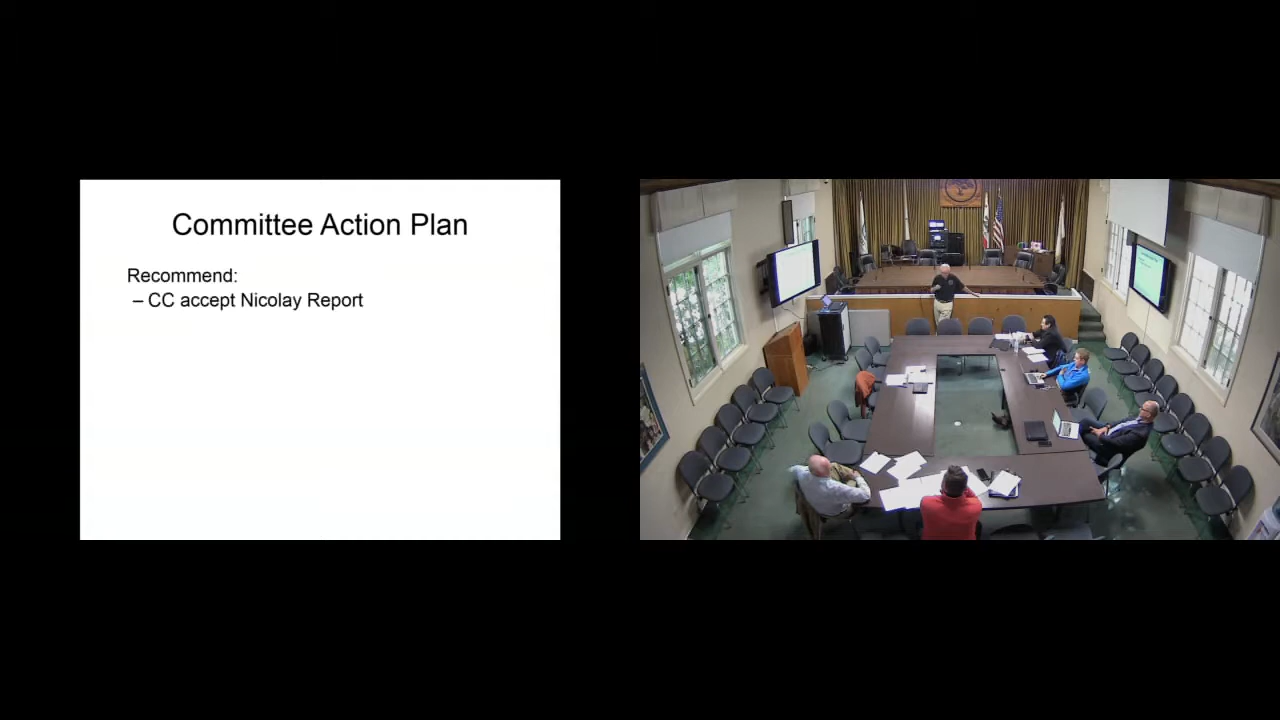 Committee Action Plan
Recommend:
– CC accept Nicolay Report